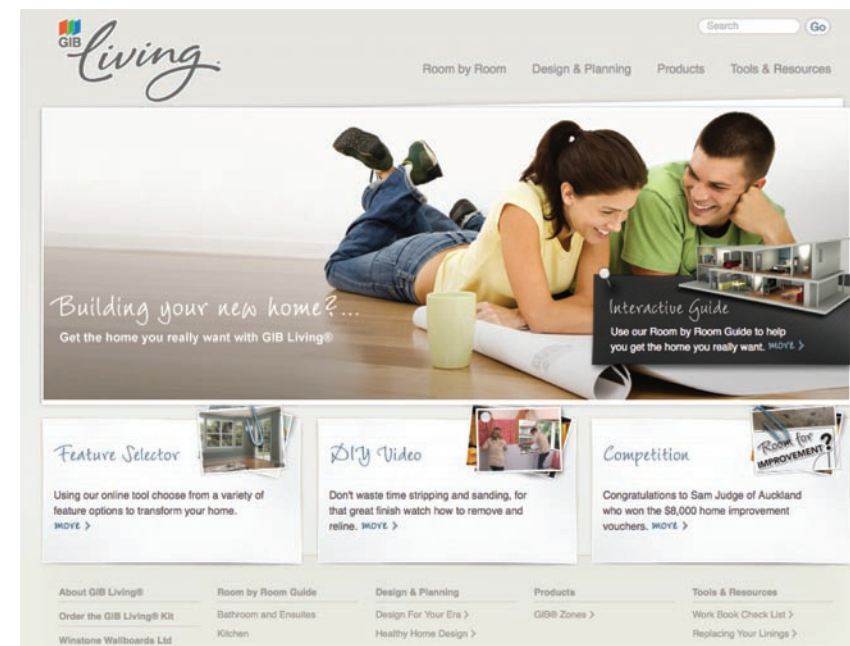 GIB
Living.
Search
Go
Room by Room
Design & Planning
Products
Tools & Resources
Building your new home?...
Get the home you really want with GIB Living®
Interactive Guide
Use our Room by Room Guide to help
you get the home you really want. more >
Feature Selector
Using our online tool choose from a variety of
feature options to transform your home.
more >
DIY Video
Don't waste time stripping and sanding, for
that great finish watch how to remove and
reline. more >
Room for
IMPROVEMENT?
Competition
Congratulations to Sam Judge of Auckland
who won the $8,000 home improvement
vouchers. more >
About GIB Living®
Order the GIB Living® Kit
Winstone Wallboards Ltd
Room by Room Guide
Bathroom and Ensuites
Kitchen
Design & Planning
Design For Your Era >
Healthy Home Design >
Products
GIB® Zones >
Tools & Resources
Work Book Check List >
Replacing Your Linings >